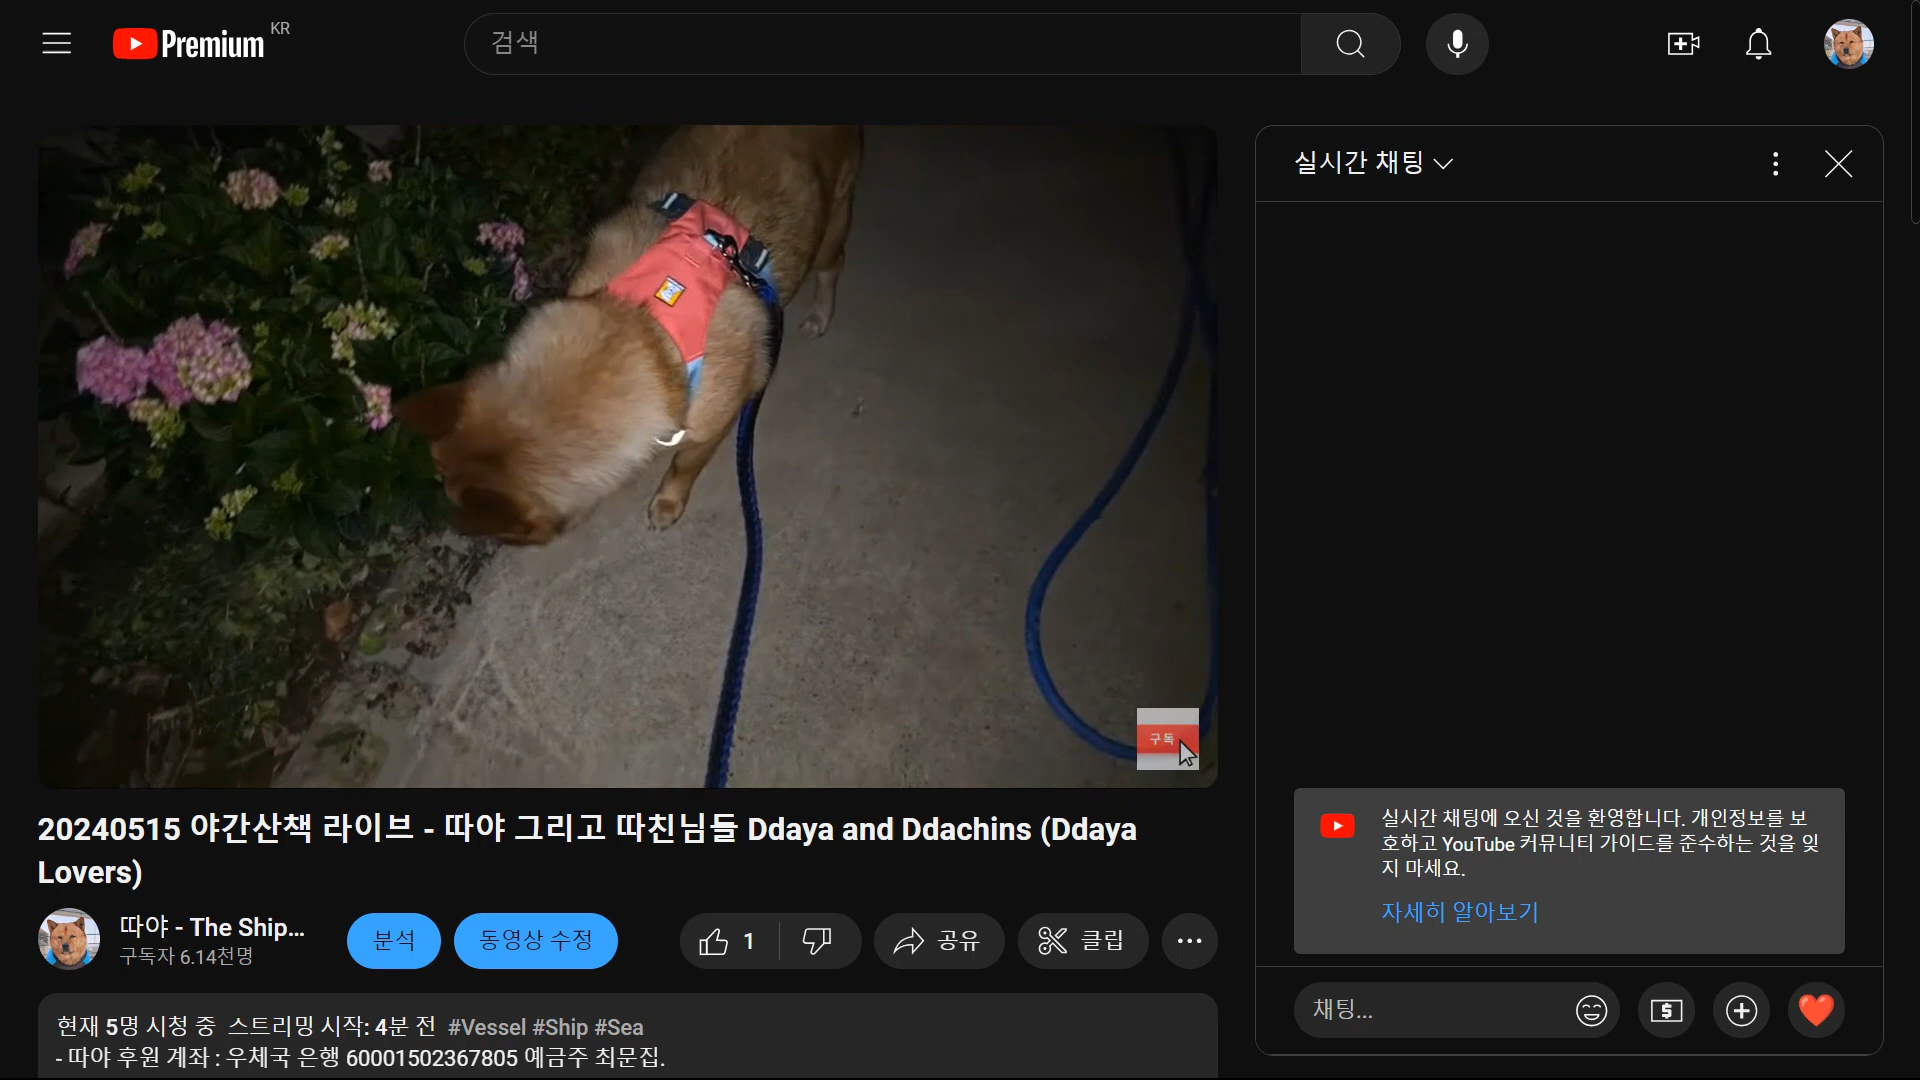 Premium KR
검색
실시간 채팅
구독
20240515 야간산책 라이브 - 따야 그리고 따친님들 Ddaya and Ddachins (Ddaya
Lovers)
따야 - The Ship...
구독자 6.14천명
분석
동영상 수정
1
공유
클립
현재 5명 시청 중 스트리밍 시작: 4분 전 #Vessel #Ship #Sea
- 따야 후원 계좌 : 우체국 은행 60001502367805 예금주 최문집.
실시간 채팅에 오신 것을 환영합니다. 개인정보를 보
호하고 YouTube 커뮤니티 가이드를 준수하는 것을 잊
지 마세요.
자세히 알아보기
채팅...